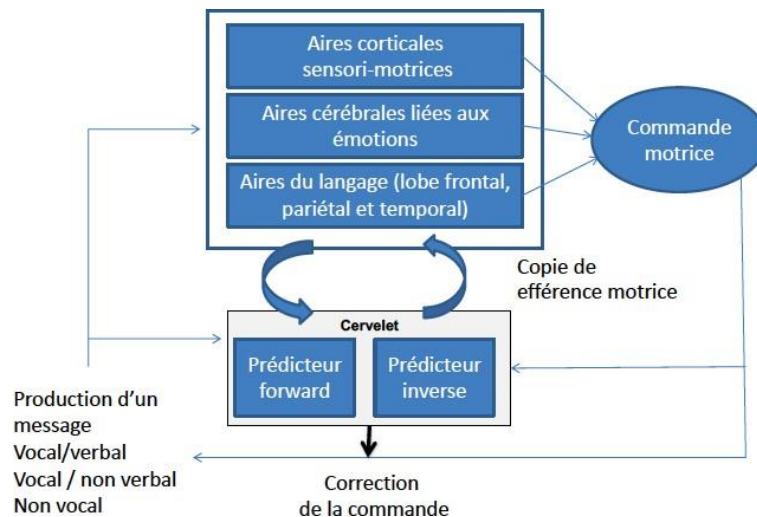 Aires corticales
sensori-motrices
Aires cérébrales liées aux
émotions
Aires du langage (lobe frontal,
pariétal et temporal)
Commande
motrice
Copie de
efférence motrice
Cervelet
Prédicteur
forward
Prédicteur
inverse
Production d’un
message
Vocal/verbal
Vocal / non verbal
Non vocal
Correction
de la commande